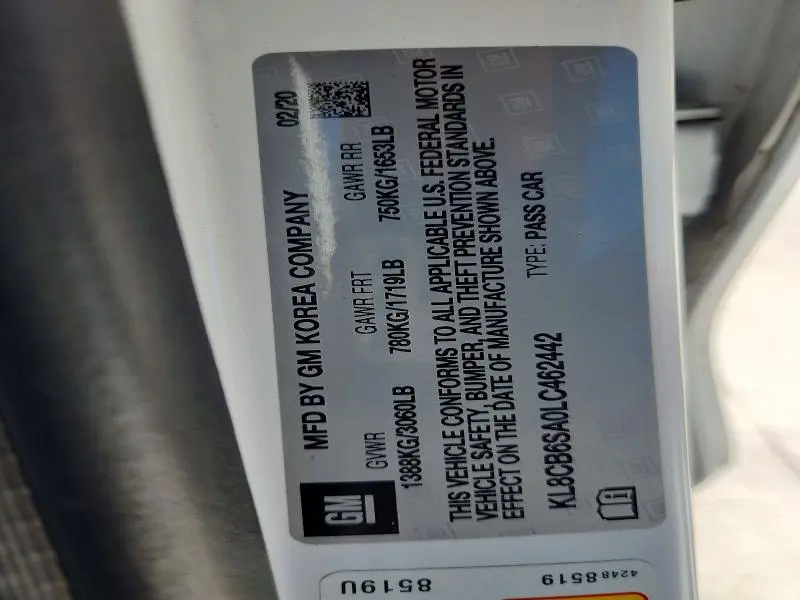 MFD BY GM KOREA COMPANY 02/20
GM
GVWR GAWR FRT GAWR RR
1388KG/3060LB 780KG/1719LB 750KG/1653LB
THIS VEHICLE CONFORMS TO ALL APPLICABLE U.S. FEDERAL MOTOR
VEHICLE SAFETY, BUMPER, AND THEFT PREVENTION STANDARDS IN
EFFECT ON THE DATE OF MANUFACTURE SHOWN ABOVE.
TYPE: PASS CAR
KL8CB6SA0LC462442
8519U
42488519